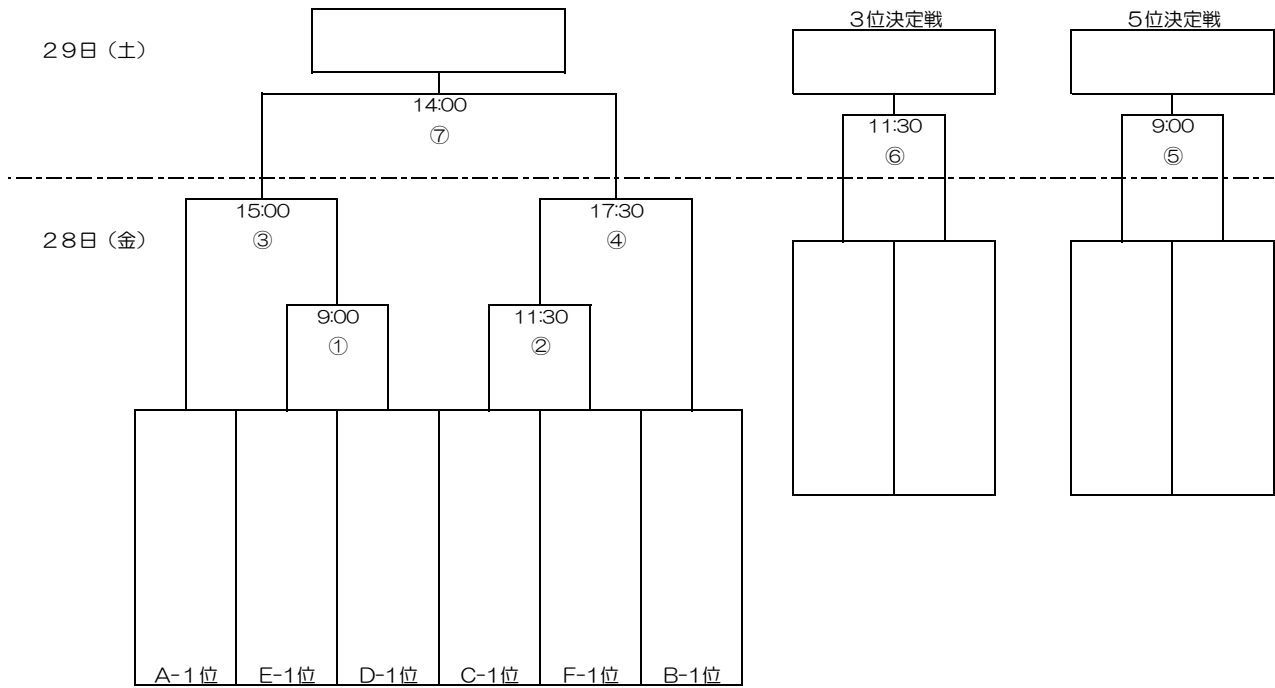 ３位決定戦
５位決定戦
２９日（土）
14:00
⑦
11:30
⑥
9:00
⑤
15:00
③
17:30
④
２８日（金）
9:00
①
11:30
②
A-１位
E-1位
D-1位
C-1位
F-1位
B-1位